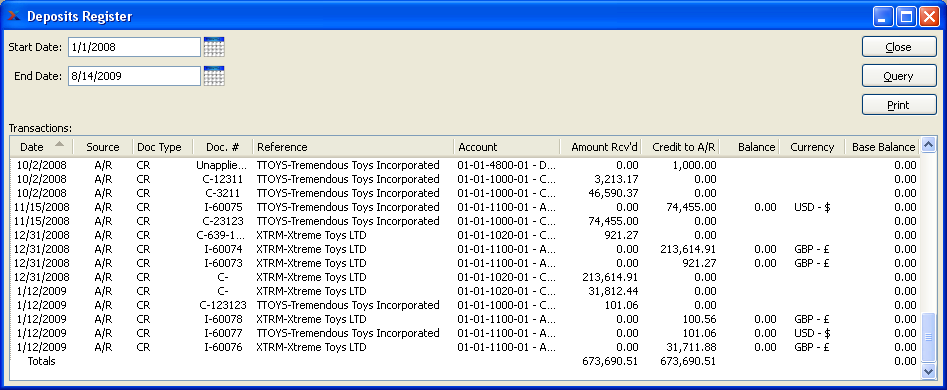 Deposits Register
Start Date: 1/1/2008
Close
End Date: 8/14/2009
Query
Print
Transactions:
Date Source Doc Type Doc. # Reference Account Amount Rcv'd Credit to A/R Balance Currency Base Balance
10/2/2008 A/R CR Unapplie... TTOYS-Tremendous Toys Incorporated 01-01-4800-01 - D... 0.00 1,000.00 0.00
10/2/2008 A/R CR C-12311 TTOYS-Tremendous Toys Incorporated 01-01-1000-01 - C... 3,213.17 0.00 0.00
10/2/2008 A/R CR C-3211 TTOYS-Tremendous Toys Incorporated 01-01-1000-01 - C... 46,590.37 0.00 0.00
11/15/2008 A/R CR I-60075 TTOYS-Tremendous Toys Incorporated 01-01-1100-01 - A... 0.00 74,455.00 0.00 USD - $ 0.00
11/15/2008 A/R CR C-23123 TTOYS-Tremendous Toys Incorporated 01-01-1000-01 - C... 74,455.00 0.00 0.00
12/31/2008 A/R CR C-639-1... XTRM-Xtreme Toys LTD 01-01-1020-01 - C... 921.27 0.00 0.00
12/31/2008 A/R CR I-60074 XTRM-Xtreme Toys LTD 01-01-1100-01 - A... 0.00 213,614.91 0.00 GBP - £ 0.00
12/31/2008 A/R CR I-60073 XTRM-Xtreme Toys LTD 01-01-1100-01 - A... 0.00 921.27 0.00 GBP - £ 0.00
12/31/2008 A/R CR C- XTRM-Xtreme Toys LTD 01-01-1020-01 - C... 213,614.91 0.00 0.00
1/12/2009 A/R CR C- XTRM-Xtreme Toys LTD 01-01-1020-01 - C... 31,812.44 0.00 0.00
1/12/2009 A/R CR C-123123 TTOYS-Tremendous Toys Incorporated 01-01-1000-01 - C... 101.06 0.00 0.00
1/12/2009 A/R CR I-60078 XTRM-Xtreme Toys LTD 01-01-1100-01 - A... 0.00 100.56 0.00 GBP - £ 0.00
1/12/2009 A/R CR I-60077 TTOYS-Tremendous Toys Incorporated 01-01-1100-01 - A... 0.00 101.06 0.00 USD - $ 0.00
1/12/2009 A/R CR I-60076 XTRM-Xtreme Toys LTD 01-01-1100-01 - A... 0.00 31,711.88 0.00 GBP - £ 0.00
Totals 673,690.51 673,690.51 0.00